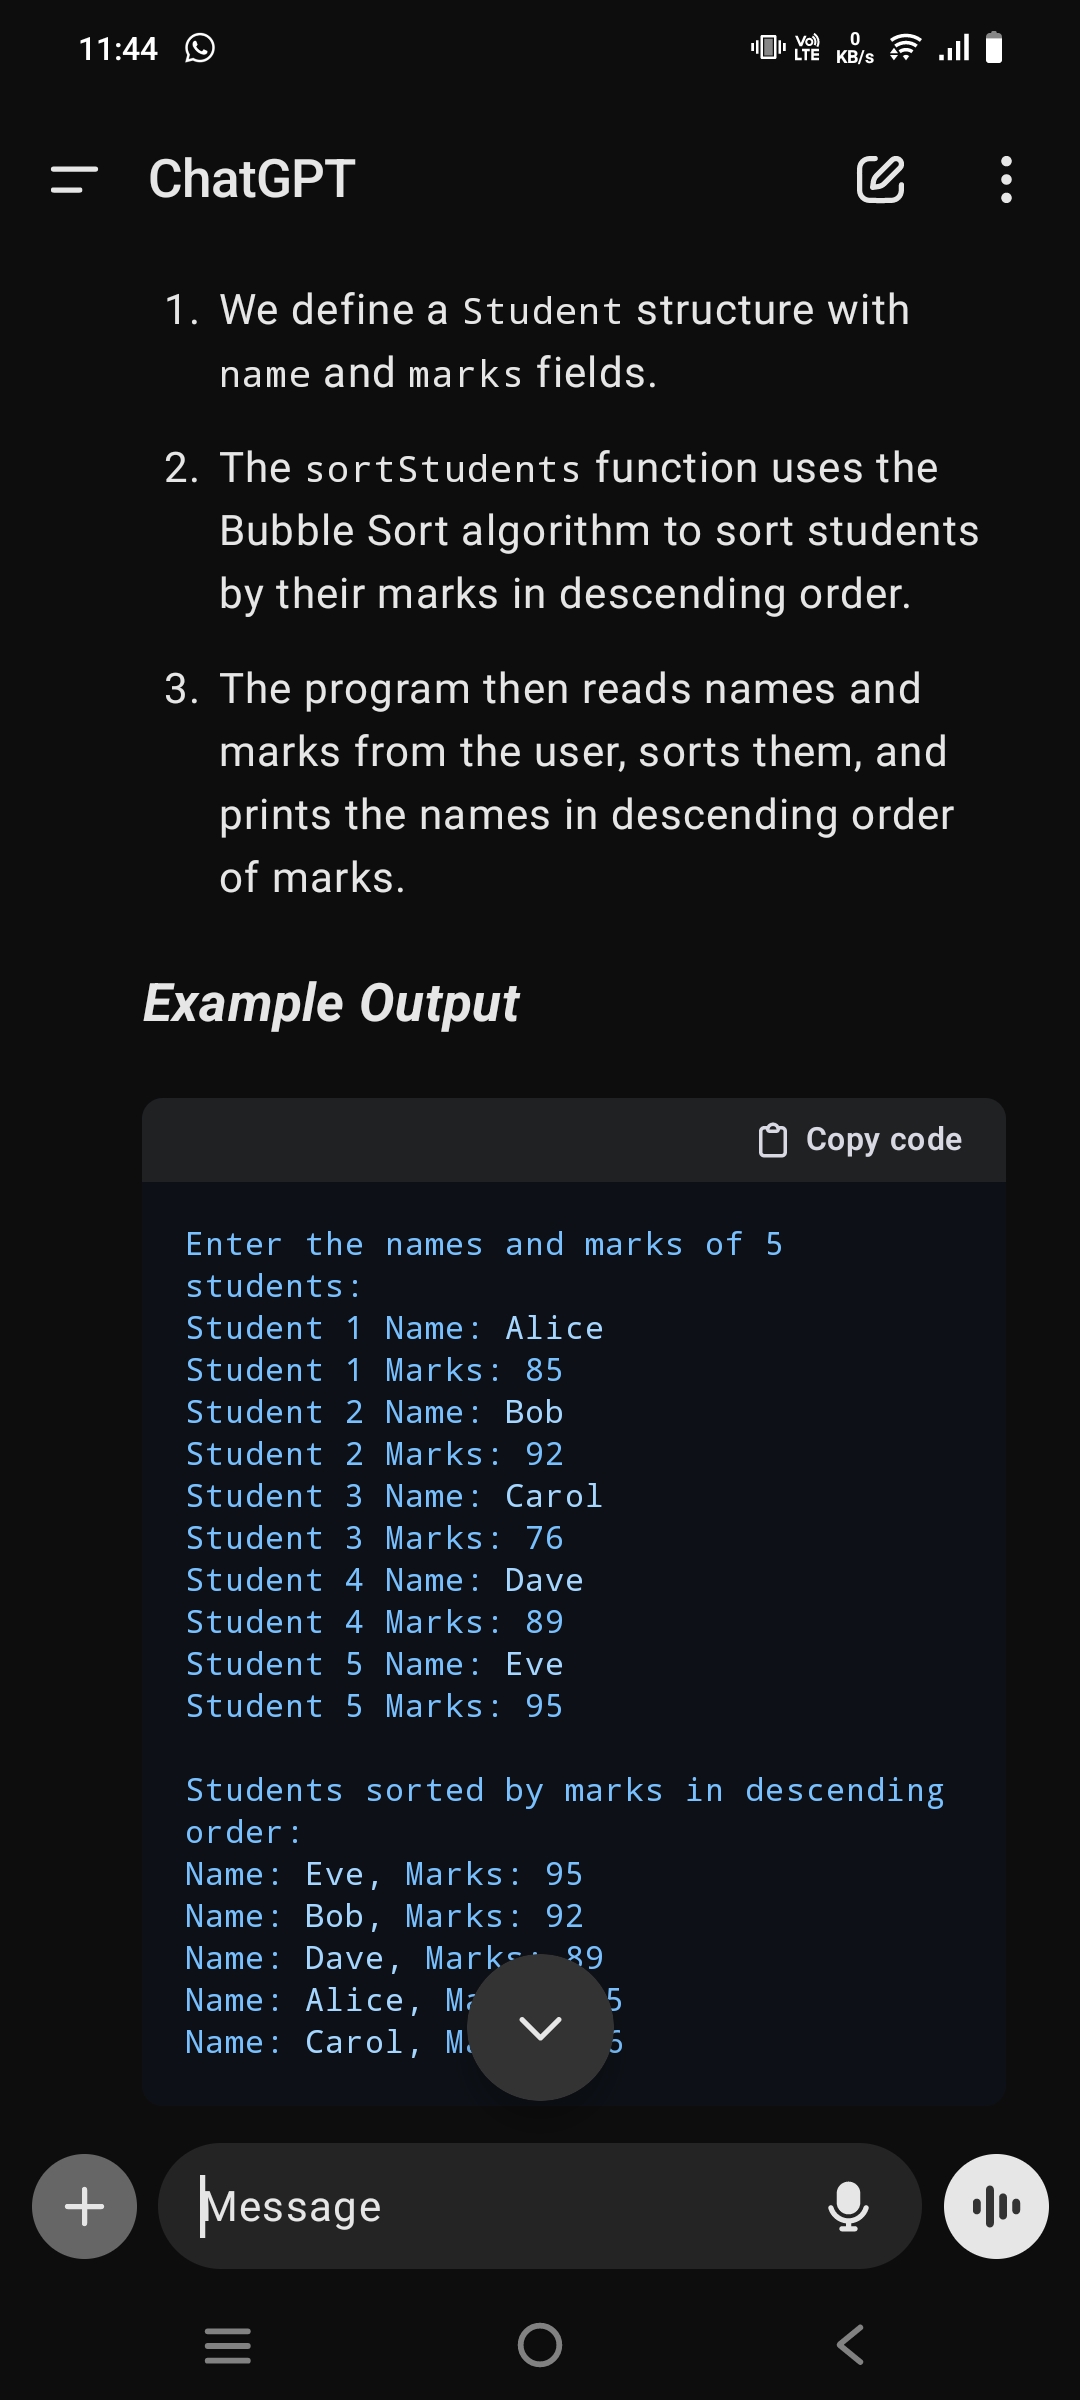 11:44
Vo)) LTE
0 KB/s
ChatGPT
1. We define a Student structure with
name and marks fields.
2. The sortStudents function uses the
Bubble Sort algorithm to sort students
by their marks in descending order.
3. The program then reads names and
marks from the user, sorts them, and
prints the names in descending order
of marks.
Example Output
Copy code
Enter the names and marks of 5
students:
Student 1 Name: Alice
Student 1 Marks: 85
Student 2 Name: Bob
Student 2 Marks: 92
Student 3 Name: Carol
Student 3 Marks: 76
Student 4 Name: Dave
Student 4 Marks: 89
Student 5 Name: Eve
Student 5 Marks: 95
Students sorted by marks in descending
order:
Name: Eve, Marks: 95
Name: Bob, Marks: 92
Name: Dave, Marks: 89
Name: Alice,
Name: Carol,
Message